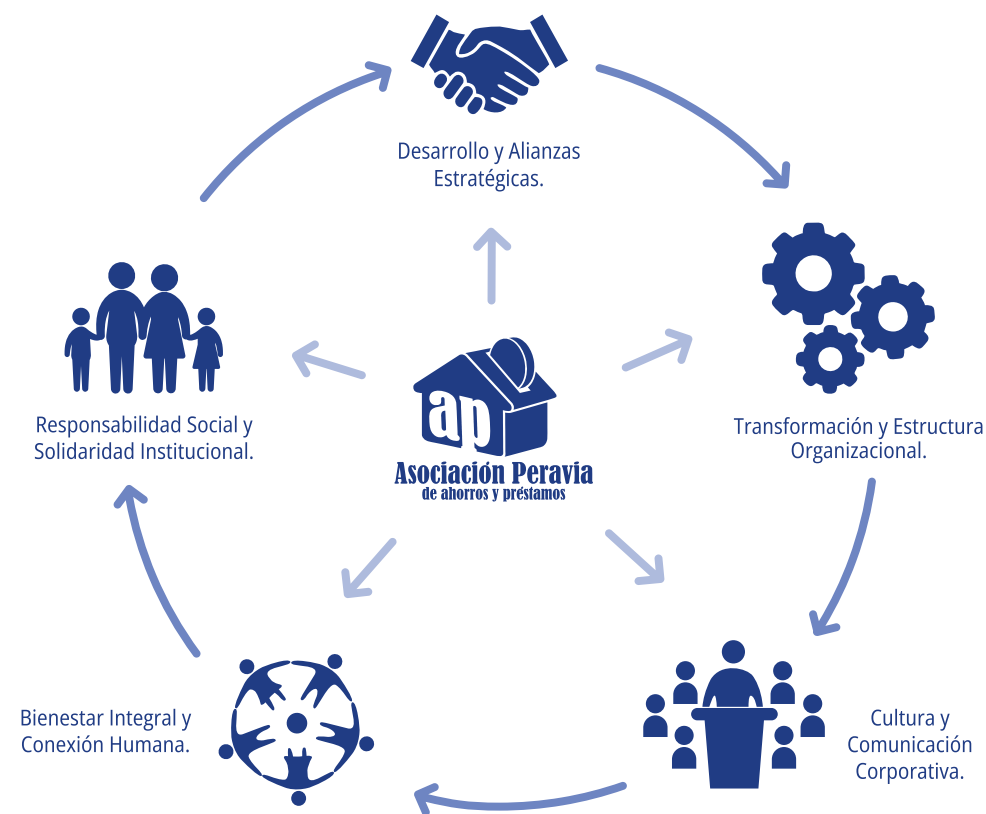 Desarrollo y Alianzas
Estratégicas.
Responsabilidad Social y
Solidaridad Institucional.
Transformación y Estructura
Organizacional.
ap
Asociación Peravia
de ahorros y préstamos
Bienestar Integral y
Conexión Humana.
Cultura y
Comunicación
Corporativa.